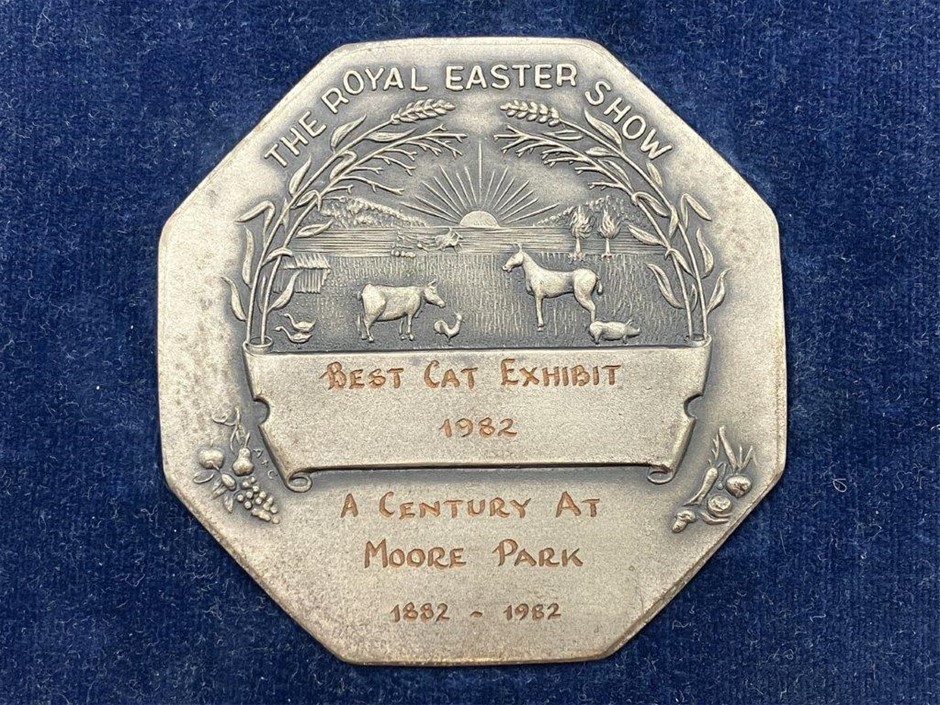 THE ROYAL EASTER SHOW
BEST CAT EXHIBIT
1982
A CENTURY AT
MOORE PARK
1882 - 1982